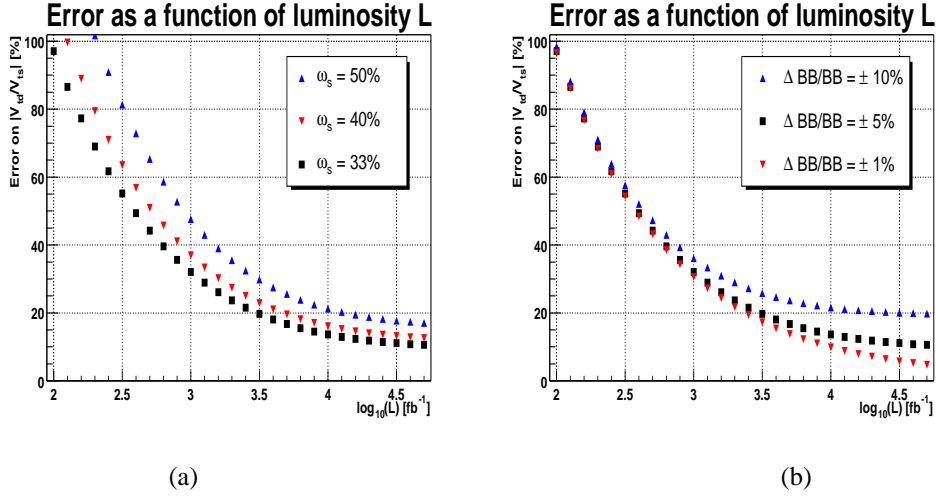 Error as a function of luminosity L
Error on |V_td/V_ts| [%]
100
80
60
40
20
0
ω_s = 50%
ω_s = 40%
ω_s = 33%
2 2.5 3 3.5 4 4.5
log_10(L) [fb^-1]
(a)
Error as a function of luminosity L
Error on |V_td/V_ts| [%]
100
80
60
40
20
0
Δ BB/BB = ± 10%
Δ BB/BB = ± 5%
Δ BB/BB = ± 1%
2 2.5 3 3.5 4 4.5
log_10(L) [fb^-1]
(b)